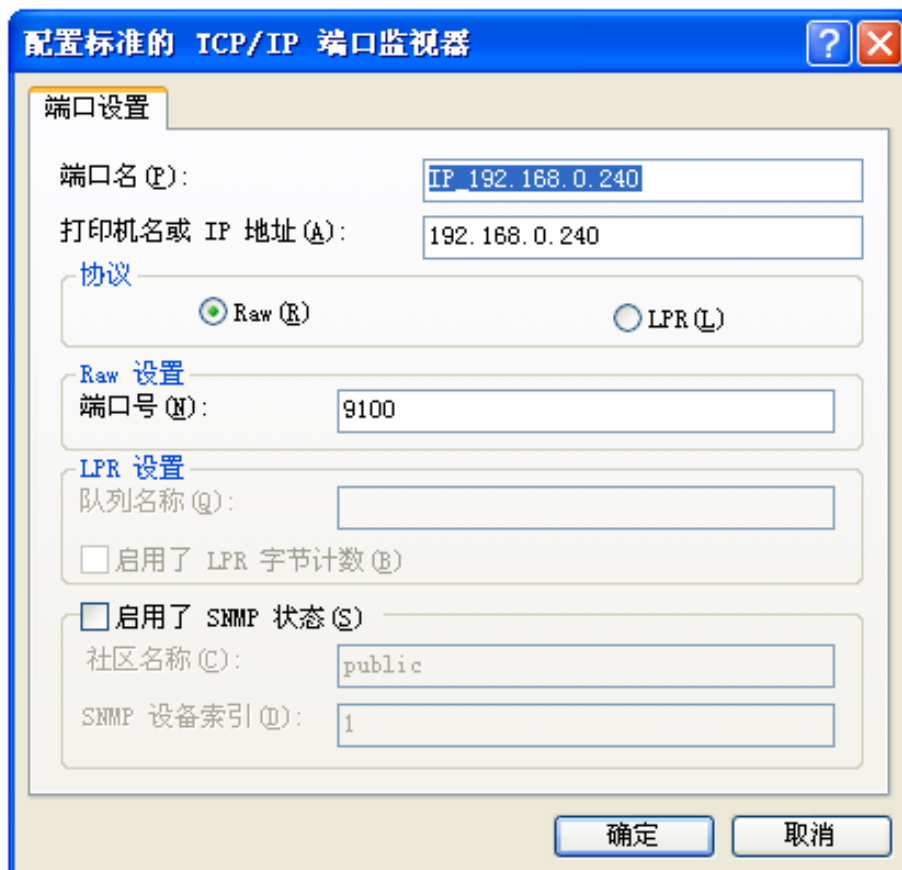 配置标准的 TCP/IP 端口监视器
端口设置
端口名(P): IP_192.168.0.240
打印机名或 IP 地址(A): 192.168.0.240
协议
Raw(R) LPR(L)
Raw 设置
端口号(N): 9100
LPR 设置
队列名称(Q):
启用了 LPR 字节计数(B)
启用了 SNMP 状态(S)
社区名称(C): public
SNMP 设备索引(D): 1
确定 取消